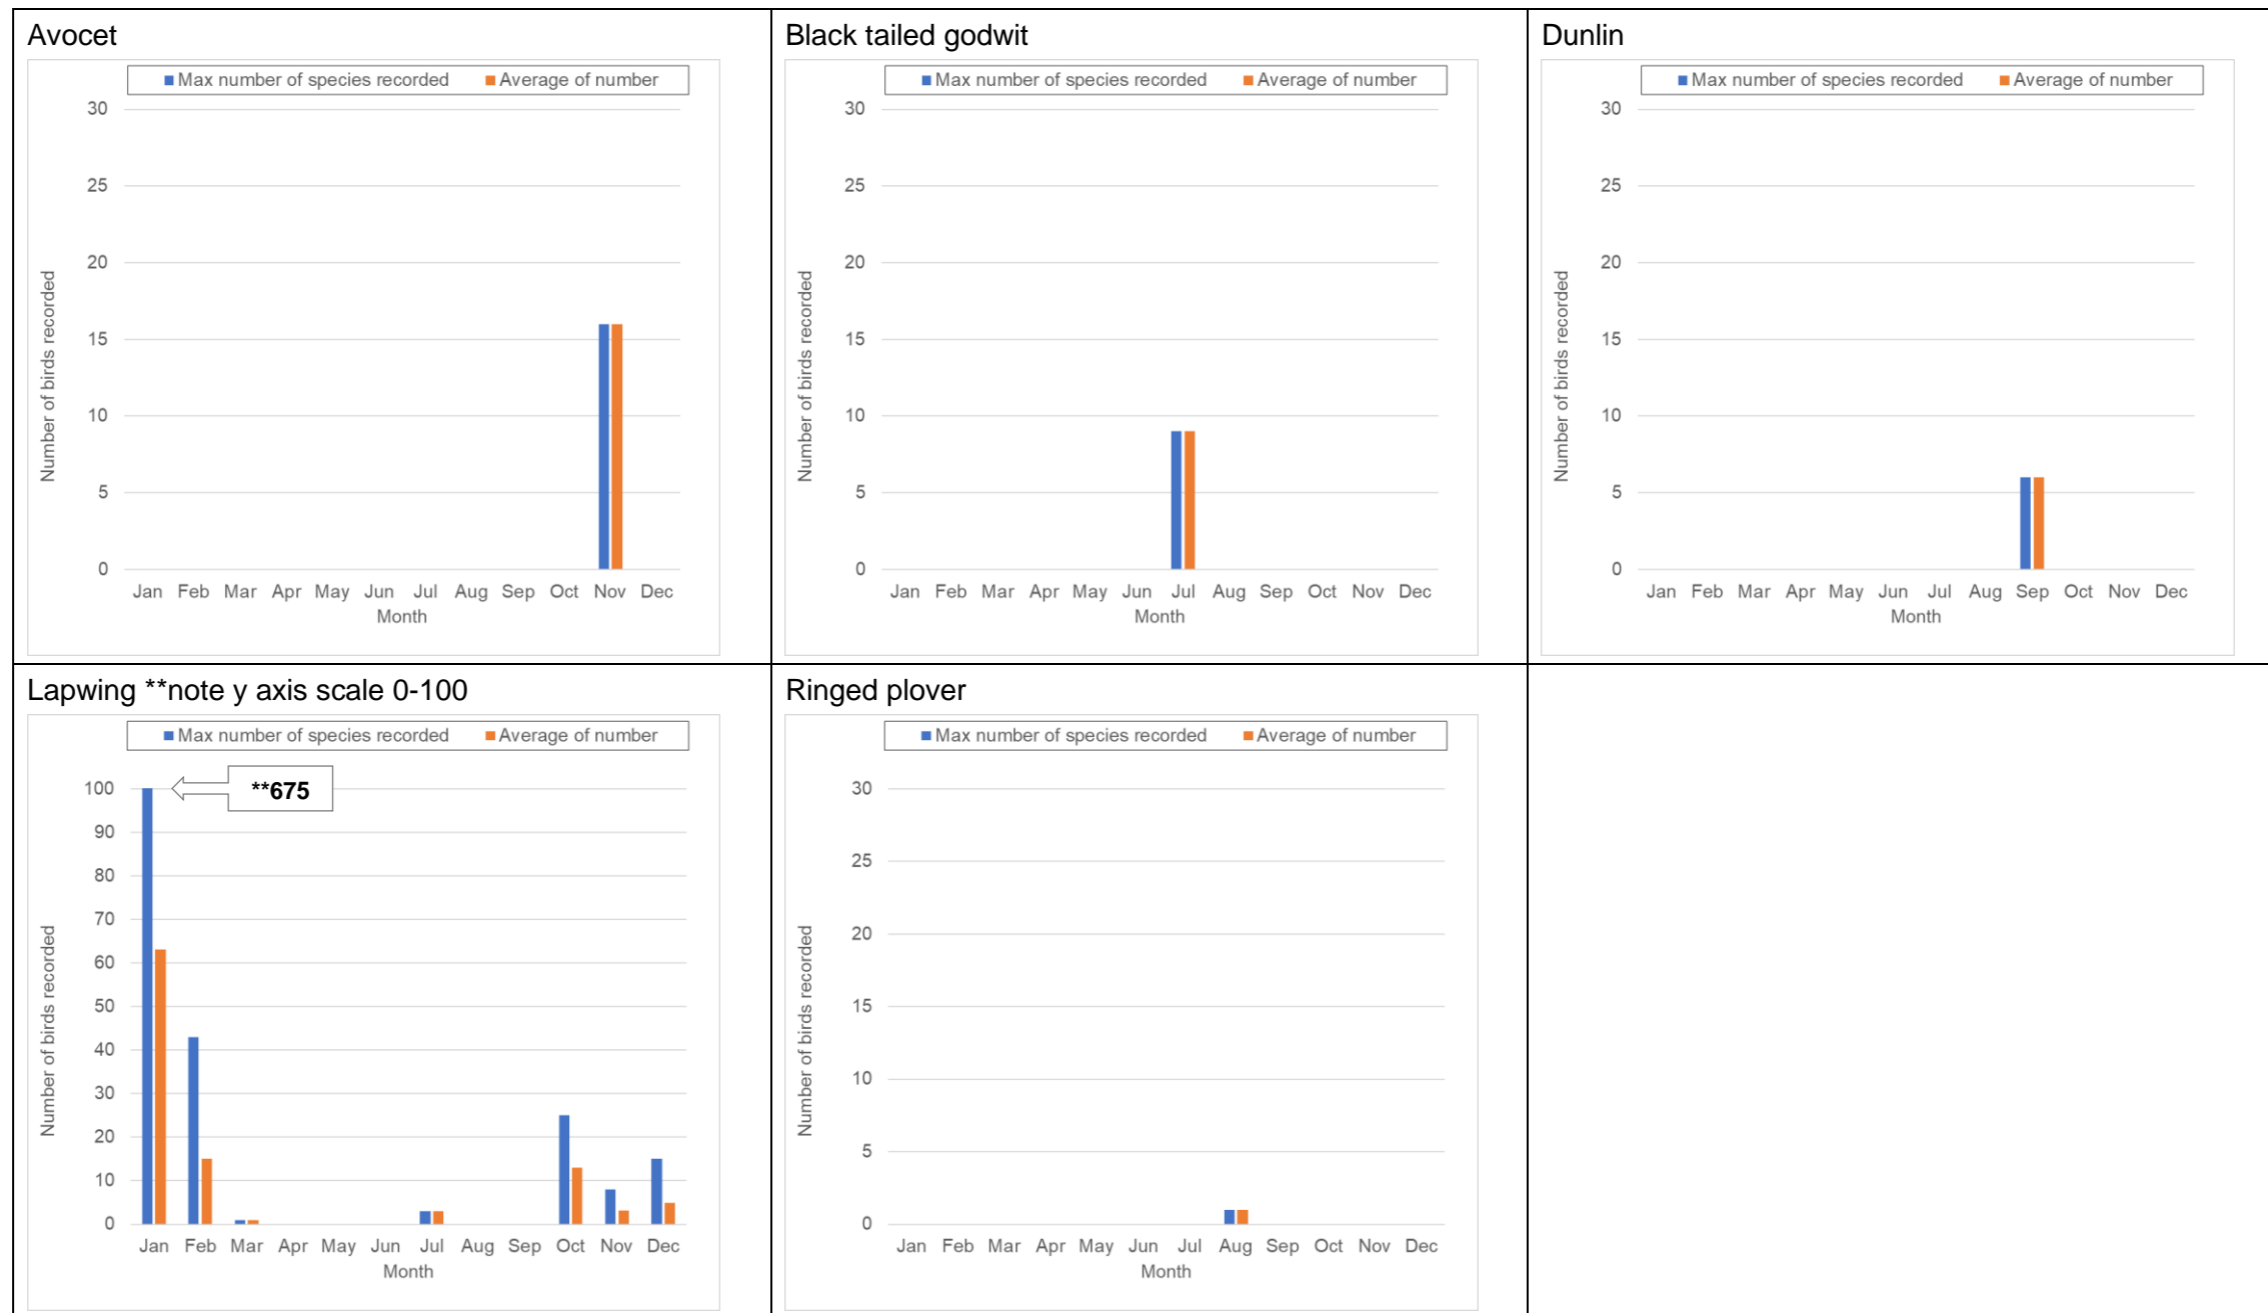 Avocet
Max number of species recorded Average of number
30
25
20
15
10
5
0
Number of birds recorded
Jan Feb Mar Apr May Jun Jul Aug Sep Oct Nov Dec
Month
Black tailed godwit
Max number of species recorded Average of number
30
25
20
15
10
5
0
Number of birds recorded
Jan Feb Mar Apr May Jun Jul Aug Sep Oct Nov Dec
Month
Dunlin
Max number of species recorded Average of number
30
25
20
15
10
5
0
Number of birds recorded
Jan Feb Mar Apr May Jun Jul Aug Sep Oct Nov Dec
Month
Lapwing **note y axis scale 0-100
Max number of species recorded Average of number
**675
100
90
80
70
60
50
40
30
20
10
0
Number of birds recorded
Jan Feb Mar Apr May Jun Jul Aug Sep Oct Nov Dec
Month
Ringed plover
Max number of species recorded Average of number
30
25
20
15
10
5
0
Number of birds recorded
Jan Feb Mar Apr May Jun Jul Aug Sep Oct Nov Dec
Month